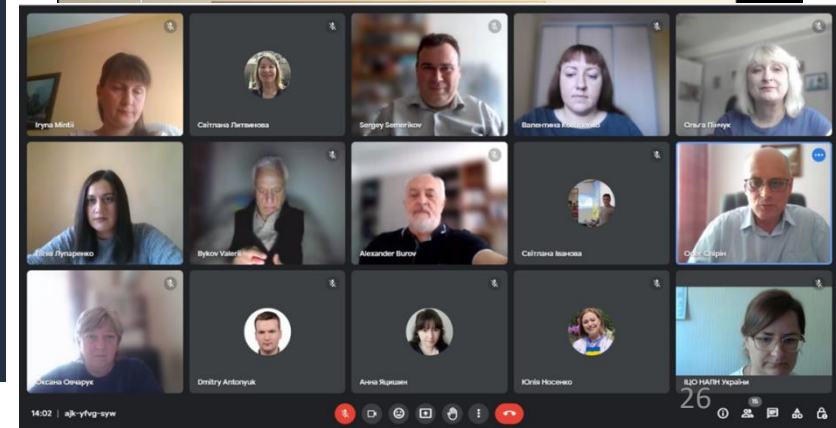 Iryna Mintii
Світлана Литвинова
Sergey Semerikov
Валентина
Ольга Пінчук
Лупаренко
Bykov Valerii
Alexander Burov
Світлана Іванова
Олег Спірін
Оксана Овчарук
Dmitry Antonyuk
Анна Яцишин
Юлія Носенко
ІЦО НАПН України
26
14:02 | ajk-yfvg-syw
15